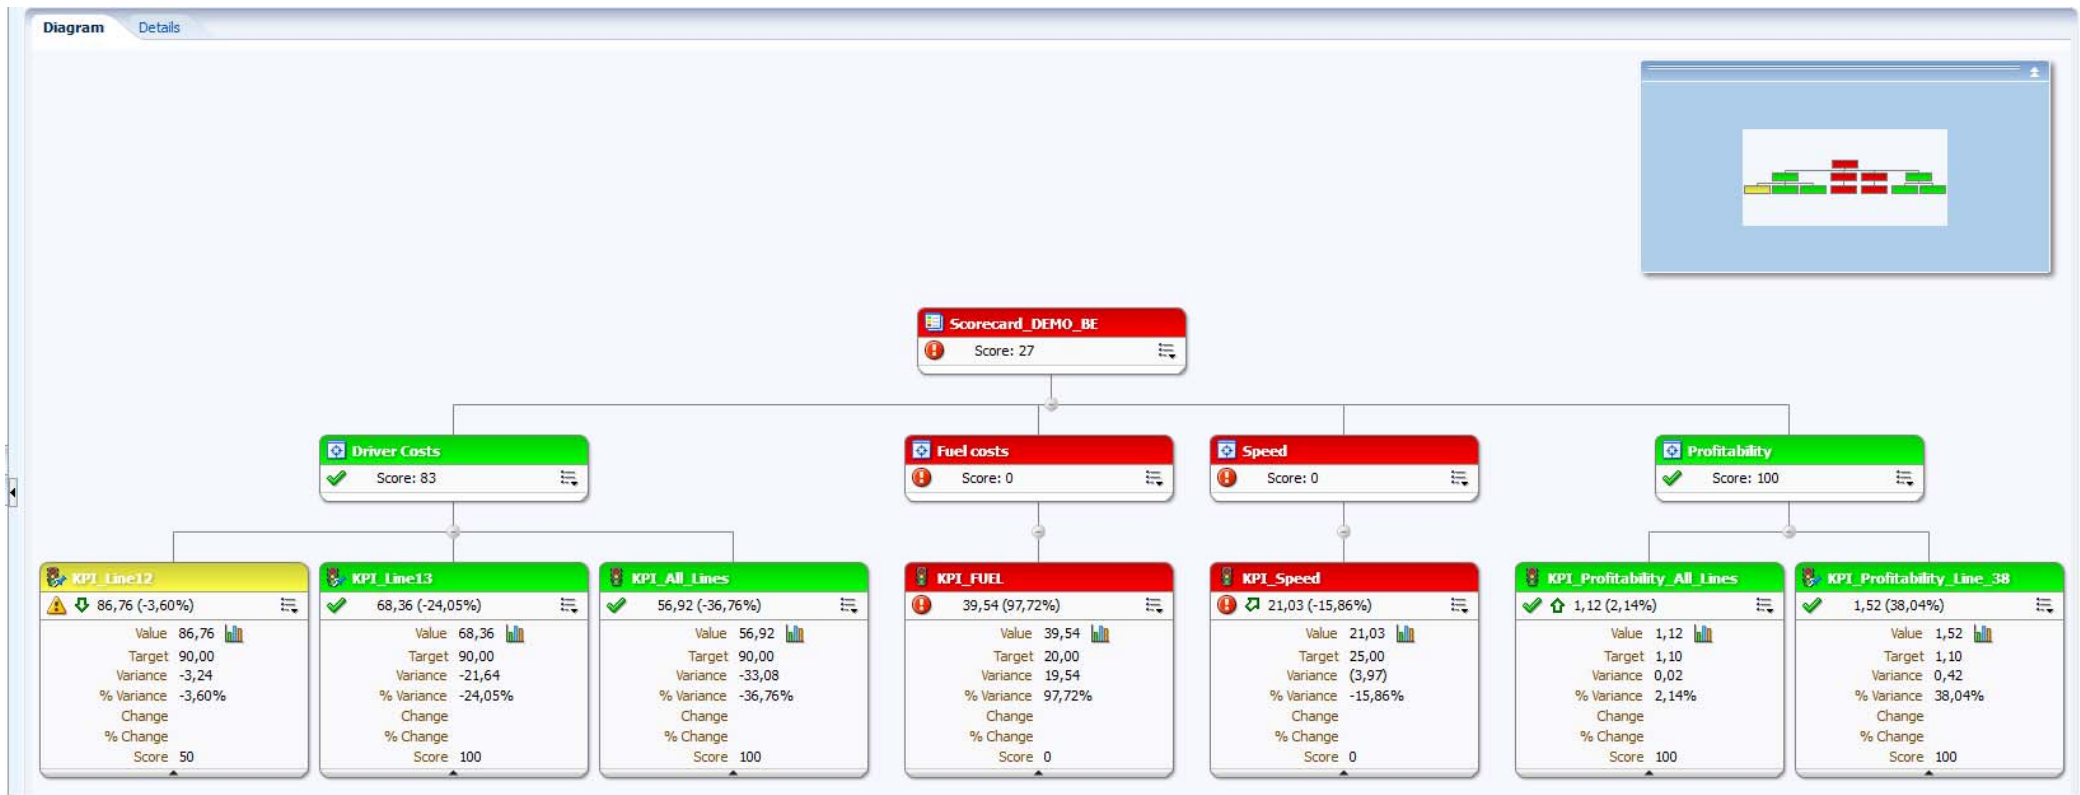 Diagram Details
Scorecard_DEMO_BE
Score: 27
Driver Costs
Score: 83
Fuel costs
Score: 0
Speed
Score: 0
Profitability
Score: 100
KPI_Line12
86,76 (-3,60%)
Value 86,76
Target 90,00
Variance -3,24
% Variance -3,60%
Change
% Change
Score 50
KPI_Line13
68,36 (-24,05%)
Value 68,36
Target 90,00
Variance -21,64
% Variance -24,05%
Change
% Change
Score 100
KPI_All_Lines
56,92 (-36,76%)
Value 56,92
Target 90,00
Variance -33,08
% Variance -36,76%
Change
% Change
Score 100
KPI_FUEL
39,54 (97,72%)
Value 39,54
Target 20,00
Variance 19,54
% Variance 97,72%
Change
% Change
Score 0
KPI_Speed
21,03 (-15,86%)
Value 21,03
Target 25,00
Variance (3,97)
% Variance -15,86%
Change
% Change
Score 0
KPI_Profitability_All_Lines
1,12 (2,14%)
Value 1,12
Target 1,10
Variance 0,02
% Variance 2,14%
Change
% Change
Score 100
KPI_Profitability_Line_38
1,52 (38,04%)
Value 1,52
Target 1,10
Variance 0,42
% Variance 38,04%
Change
% Change
Score 100